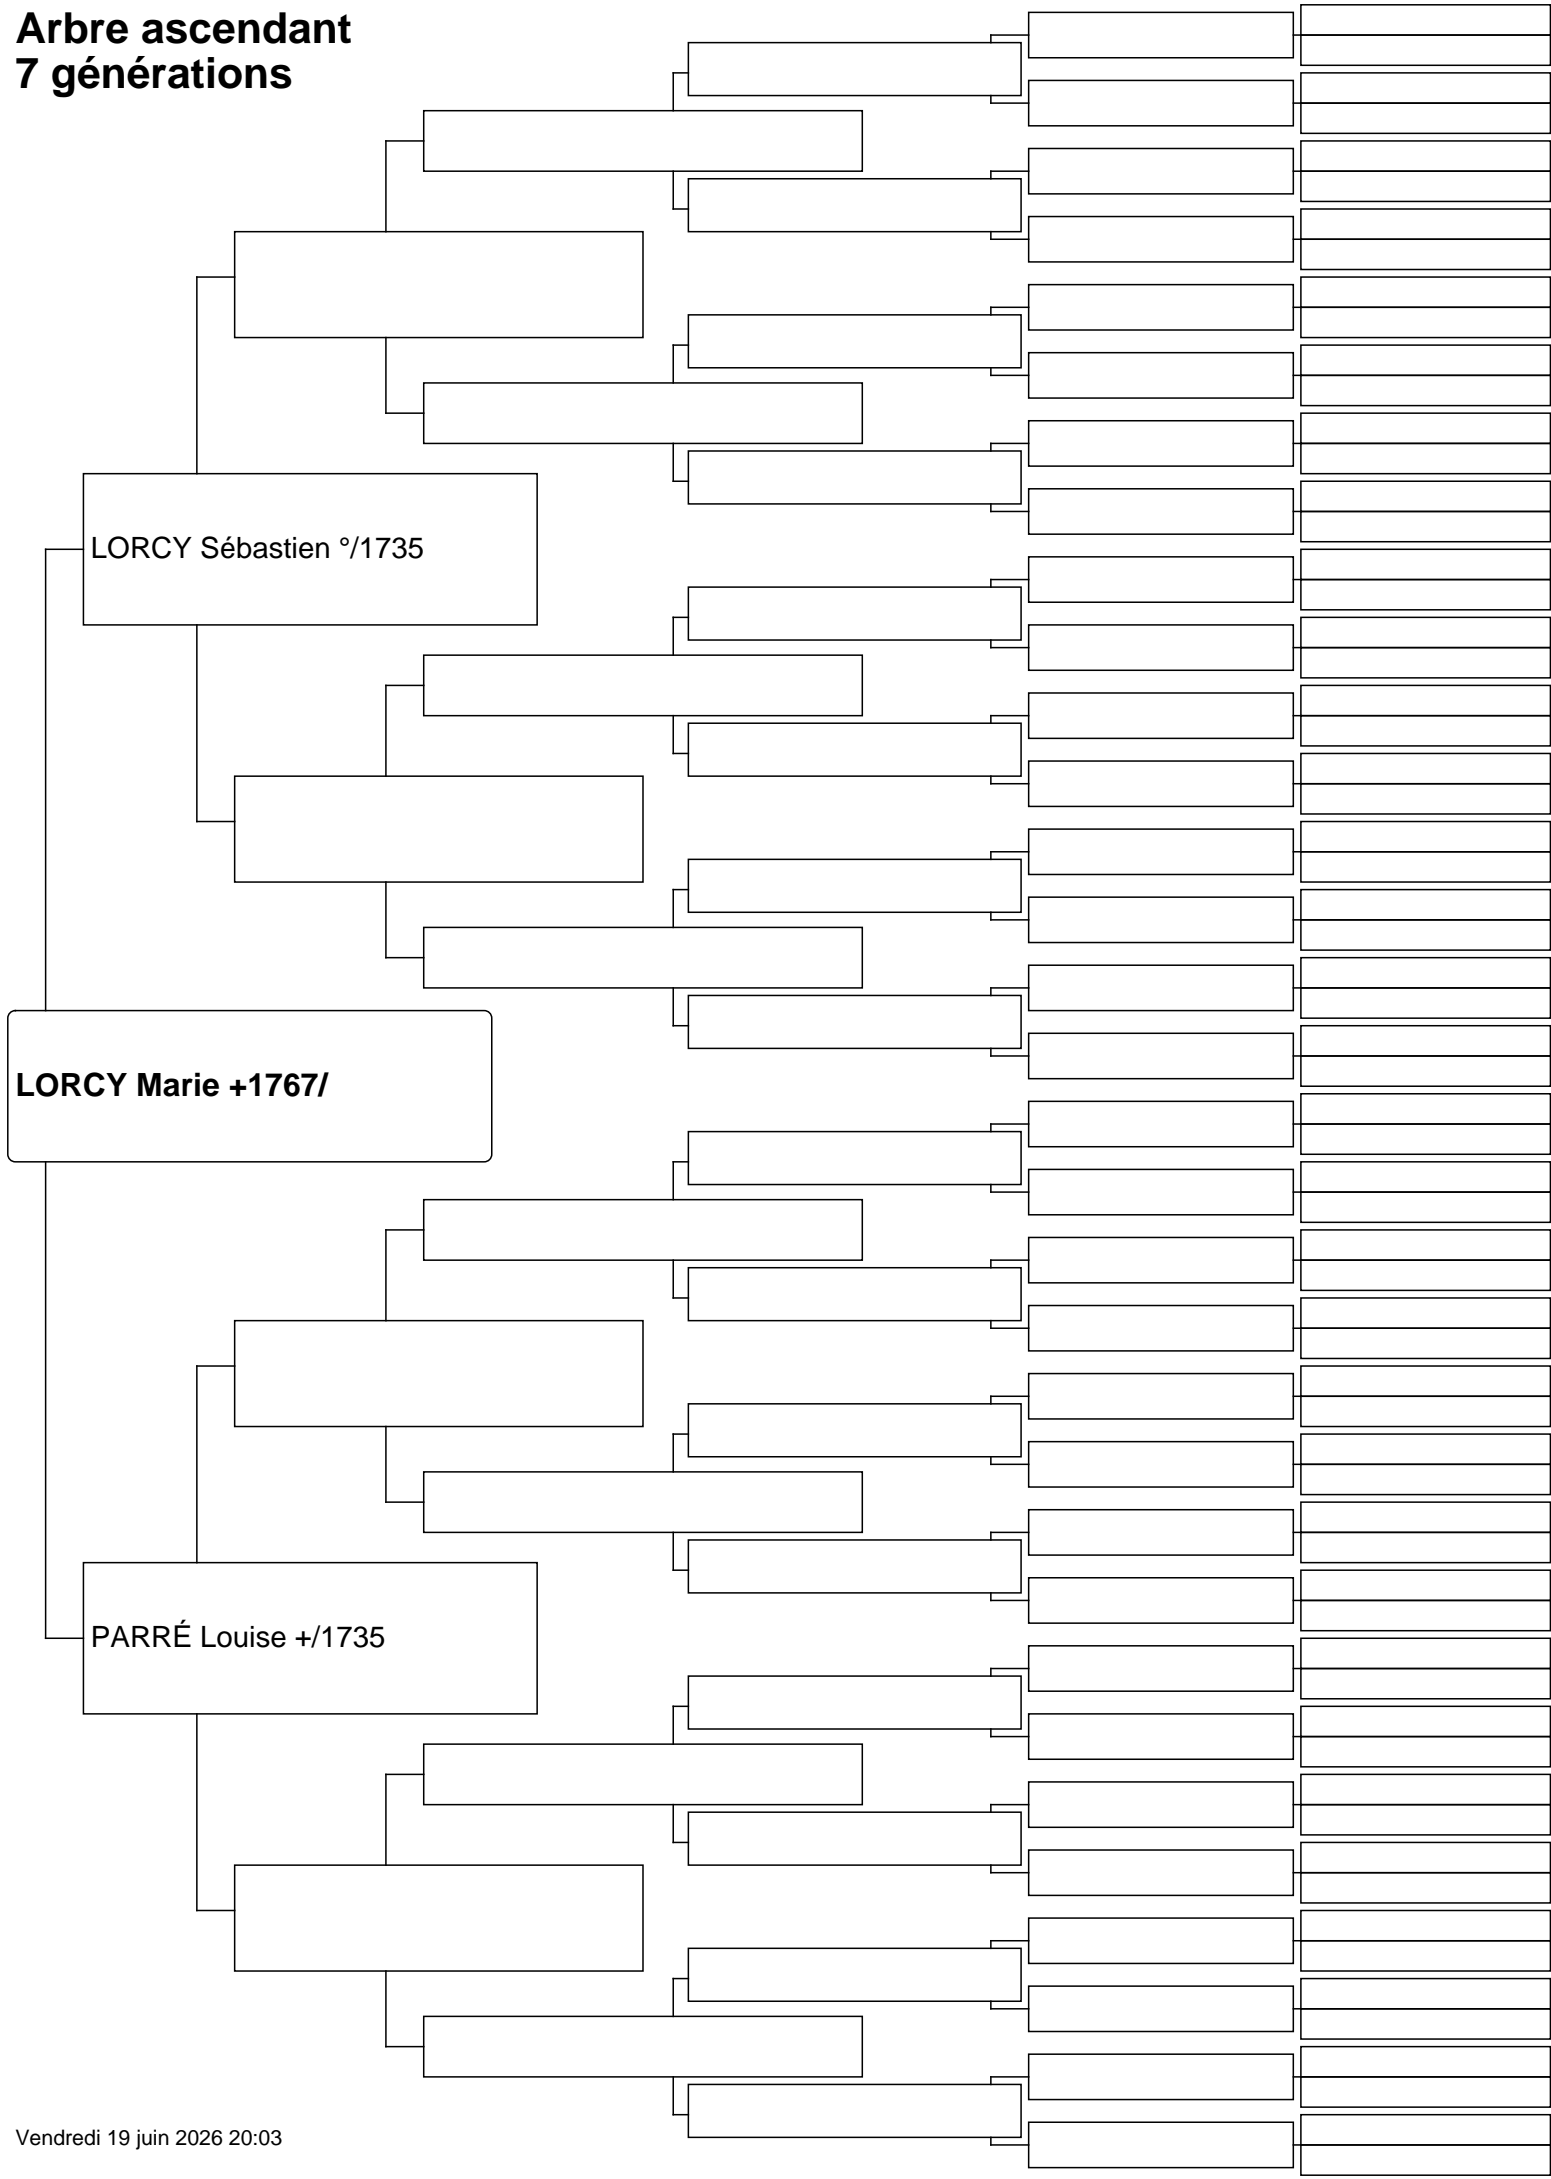 Arbre ascendant
7 générations
LORCY Sébastien °/1735
LORCY Marie +1767/
PARRÉ Louise +/1735
Vendredi 19 juin 2026 20:03